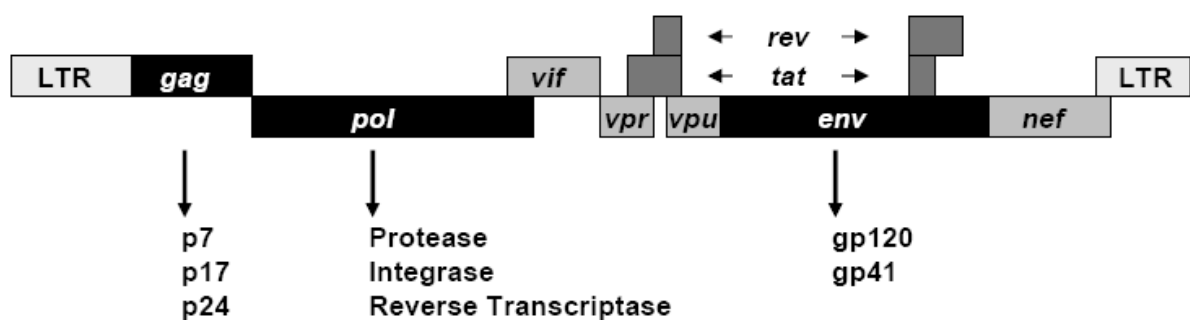 rev
LTR gag vif tat LTR
pol vpr vpu env nef
p7 Protease gp120
p17 Integrase gp41
p24 Reverse Transcriptase